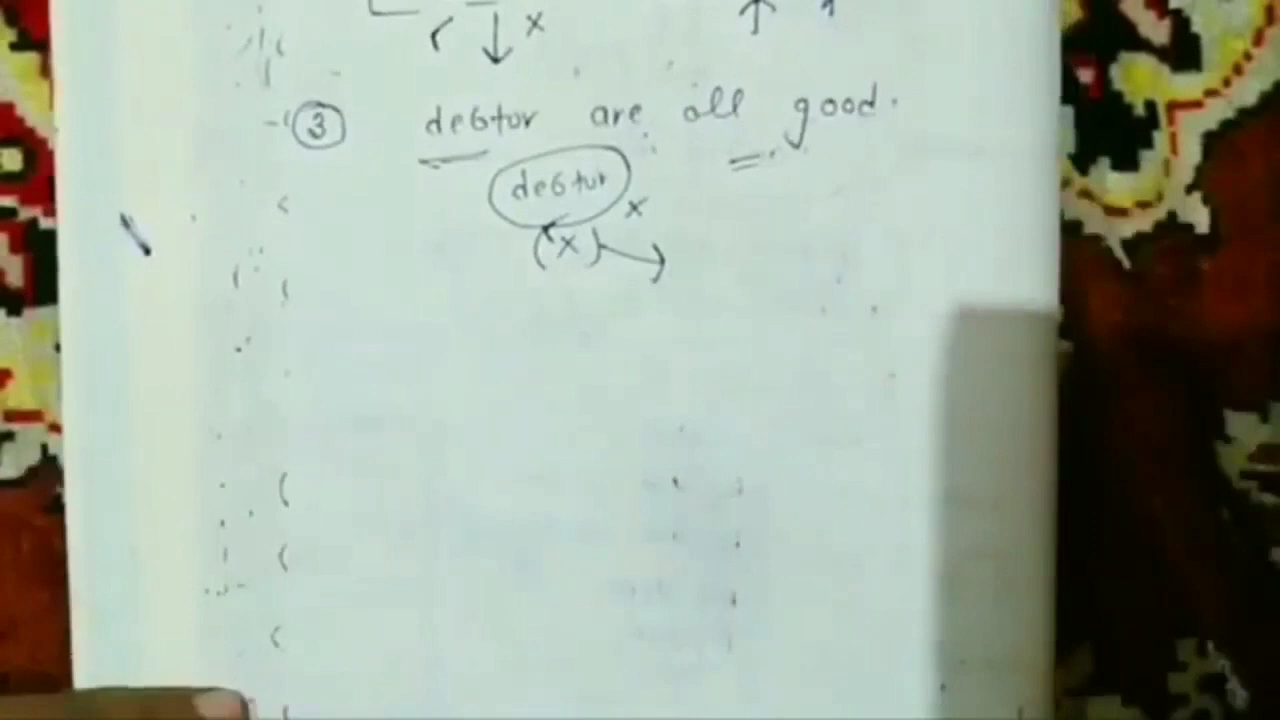 x
③ debtor are all good.
debtor x
(x)